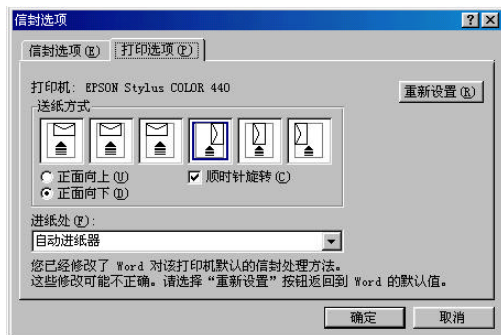 信封选项
信封选项(E) 打印选项(P)
打印机: EPSON Stylus COLOR 440
重新设置(R)
送纸方式
正面向上(U)
顺时针旋转(C)
正面向下(D)
进纸处(F):
自动进纸器
您已经修改了 Word 对该打印机默认的信封处理方法。
这些修改可能不正确。请选择“重新设置”按钮返回到 Word 的默认值。
确定 取消